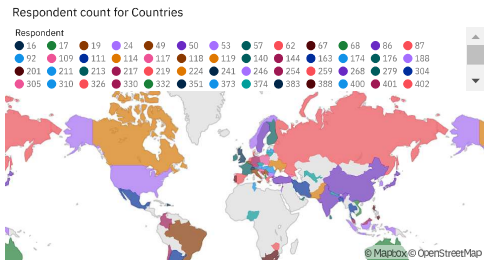 Respondent count for Countries
Respondent
16 17 19 24 49 50 53 57 62 67 68 86 87
92 109 111 114 117 118 119 140 144 163 174 176 188
201 211 213 217 219 224 241 246 254 259 268 279 304
305 310 326 330 332 351 373 374 383 388 400 401 402
© Mapbox © OpenStreetMap